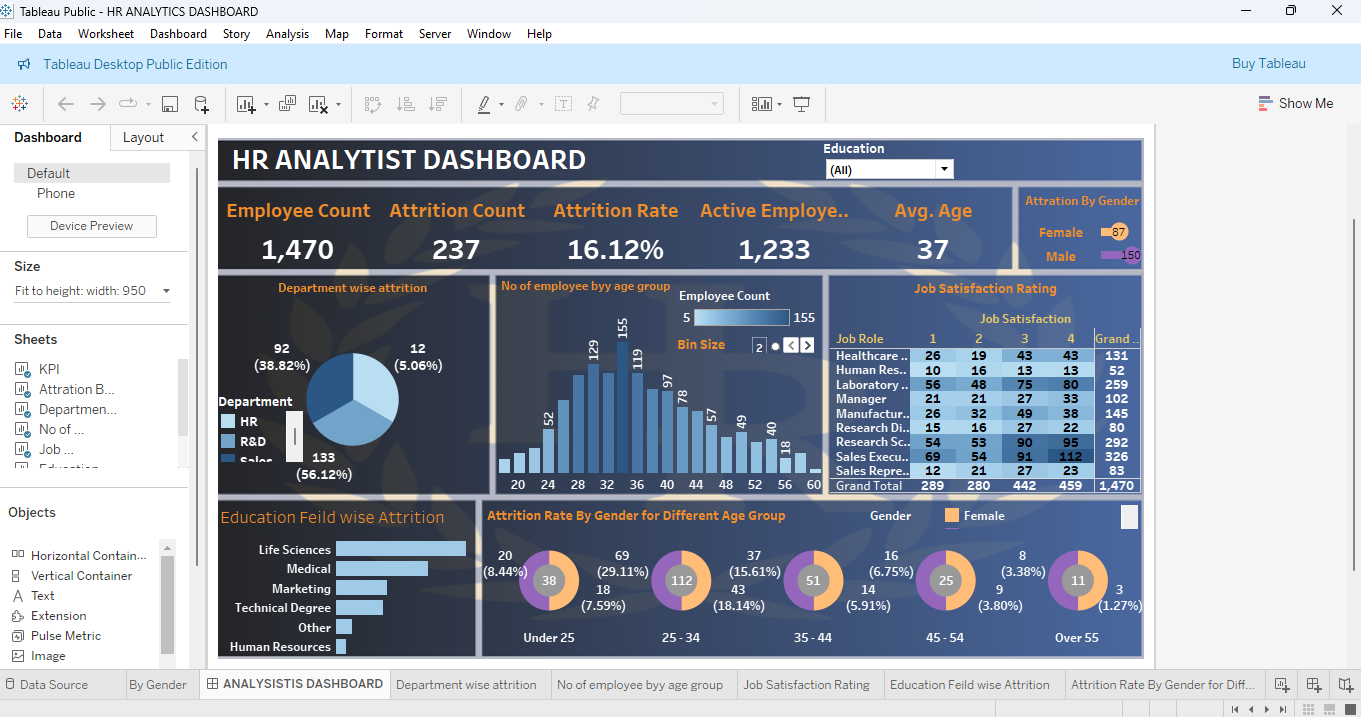 Tableau Public - HR ANALYTICS DASHBOARD
File Data Worksheet Dashboard Story Analysis Map Format Server Window Help
Tableau Desktop Public Edition Buy Tableau
Show Me
Dashboard Layout
Default
Phone
Device Preview
Size
Fit to height: width: 950
Sheets
KPI
Attration B...
Departmen...
No of ...
Job ...
Education
Objects
Horizontal Contain...
Vertical Container
Text
Extension
Pulse Metric
Image
HR ANALYTIST DASHBOARD
Education
(All)
Employee Count Attrition Count Attrition Rate Active Employe.. Avg. Age
1,470 237 16.12% 1,233 37
Attration By Gender
Female 87
Male 150
Department wise attrition
92 (38.82%)
12 (5.06%)
133 (56.12%)
Department
HR
R&D
Sales
No of employee byy age group
Employee Count
5 155
Bin Size 2
52 129 155 119 97 78 57 49 40 18
20 24 28 32 36 40 44 48 52 56 60
Job Satisfaction Rating
Job Satisfaction
Job Role 1 2 3 4 Grand ..
Healthcare .. 26 19 43 43 131
Human Res.. 10 16 13 13 52
Laboratory .. 56 48 75 80 259
Manager 21 21 27 33 102
Manufactur.. 26 32 49 38 145
Research Di.. 15 16 27 22 80
Research Sc.. 54 53 90 95 292
Sales Execu.. 69 54 91 112 326
Sales Repre.. 12 21 27 23 83
Grand Total 289 280 442 459 1,470
Education Feild wise Attrition
Life Sciences
Medical
Marketing
Technical Degree
Other
Human Resources
Attrition Rate By Gender for Different Age Group
Gender Female
20 (8.44%) 38 18 (7.59%)
69 (29.11%) 112 43 (18.14%)
37 (15.61%) 51 14 (5.91%)
16 (6.75%) 25 9 (3.80%)
8 (3.38%) 11 3 (1.27%)
Under 25 25 - 34 35 - 44 45 - 54 Over 55
Data Source By Gender ANALYSISTIS DASHBOARD Department wise attrition No of employee byy age group Job Satisfaction Rating Education Feild wise Attrition Attrition Rate By Gender for Diff...